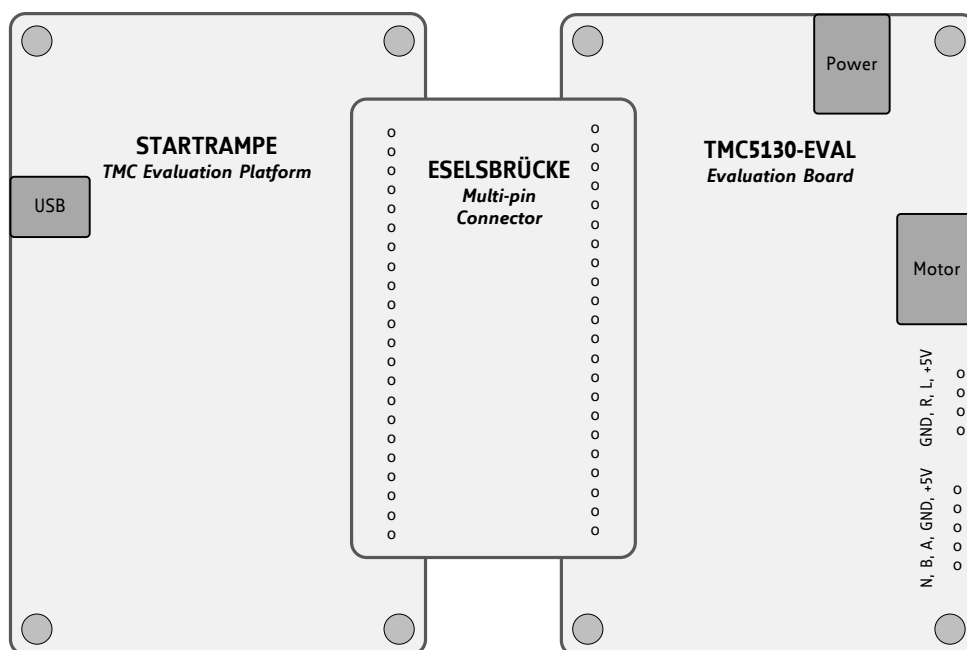 Power
STARTRAMPE
TMC Evaluation Platform
USB
ESELSBRÜCKE
Multi-pin
Connector
TMC5130-EVAL
Evaluation Board
Motor
GND, R, L, +5V
N, B, A, GND, +5V